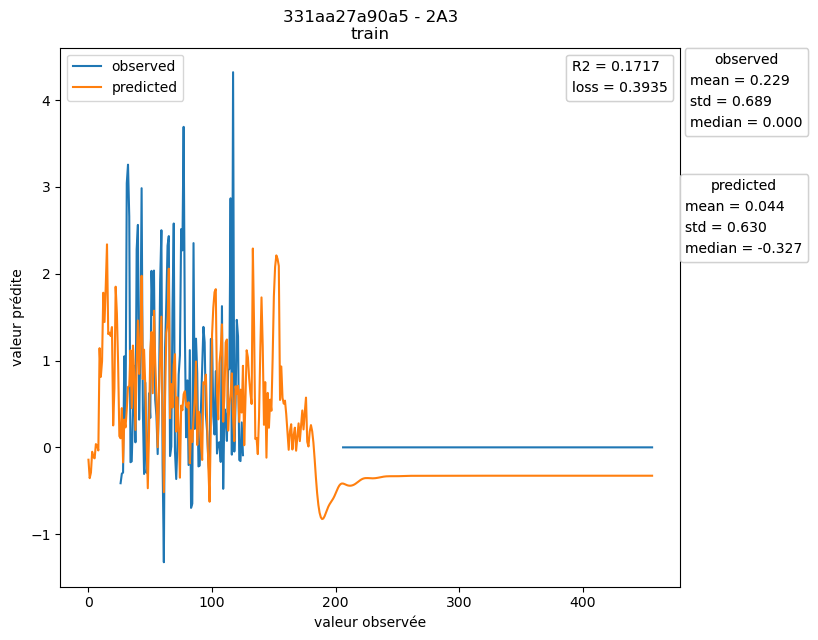 331aa27a90a5 - 2A3
train
observed
predicted
R2 = 0.1717
loss = 0.3935
observed
mean = 0.229
std = 0.689
median = 0.000
predicted
mean = 0.044
std = 0.630
median = -0.327
valeur prédite
4
3
2
1
0
−1
0
100
200
300
400
valeur observée